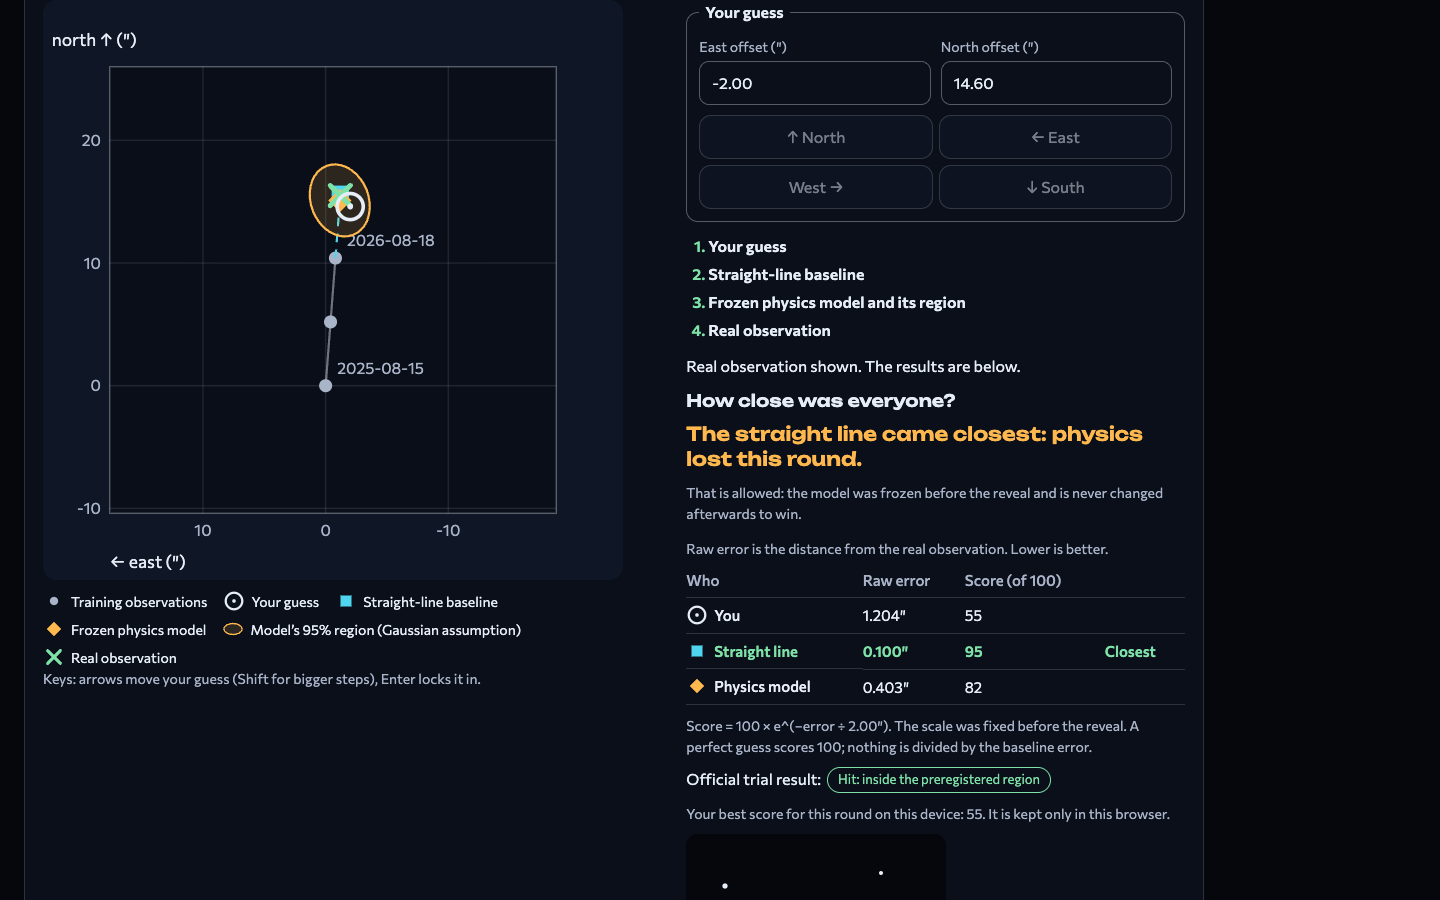 north ↑ (″)
20
10
0
-10
2026-08-18
2025-08-15
10
0
-10
← east (″)
Training observations
Your guess
Straight-line baseline
Frozen physics model
Model's 95% region (Gaussian assumption)
Real observation
Keys: arrows move your guess (Shift for bigger steps), Enter locks it in.
Your guess
East offset (″)
North offset (″)
-2.00
14.60
↑ North
← East
West →
↓ South
1. Your guess
2. Straight-line baseline
3. Frozen physics model and its region
4. Real observation
Real observation shown. The results are below.
How close was everyone?
The straight line came closest: physics
lost this round.
That is allowed: the model was frozen before the reveal and is never changed
afterwards to win.
Raw error is the distance from the real observation. Lower is better.
Who Raw error Score (of 100)
You 1.204″ 55
Straight line 0.100″ 95 Closest
Physics model 0.403″ 82
Score = 100 × e^(−error ÷ 2.00″). The scale was fixed before the reveal. A
perfect guess scores 100; nothing is divided by the baseline error.
Official trial result: Hit: inside the preregistered region
Your best score for this round on this device: 55. It is kept only in this browser.